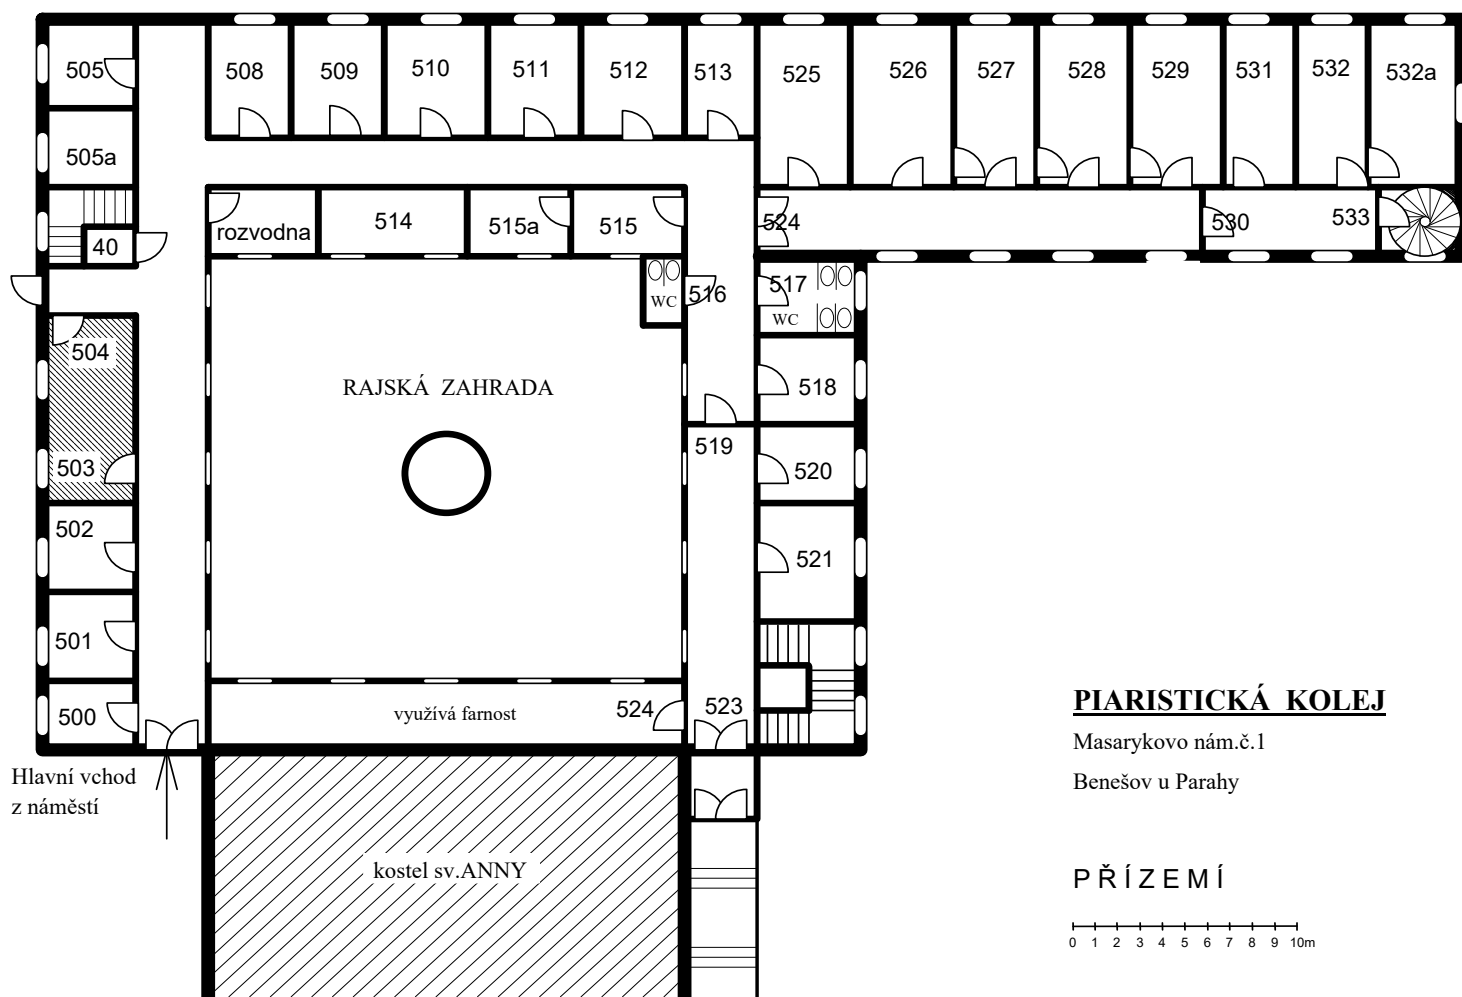 505
508
509
510
511
512
513
525
526
527
528
529
531
532
532a
505a
40
rozvodna
514
515a
515
524
530
533
516
WC
517
WC
504
503
RAJSKÁ ZAHRADA
518
519
520
502
521
501
500
využívá farnost
524
523
Hlavní vchod
z náměstí
kostel sv.ANNY
PIARISTICKÁ KOLEJ
Masarykovo nám.č.1
Benešov u Parahy
PŘÍZEMÍ
0 1 2 3 4 5 6 7 8 9 10m